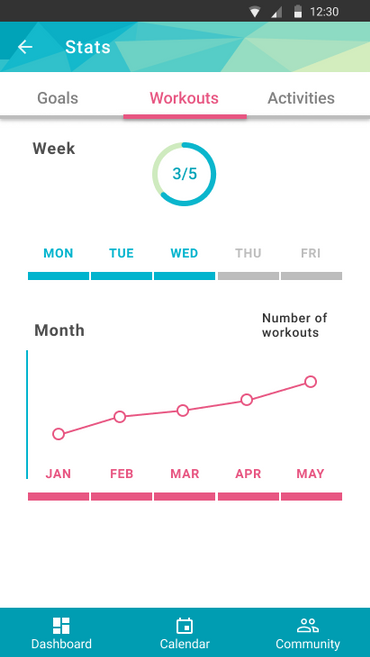 12:30
Stats
Goals Workouts Activities
Week
3/5
MON TUE WED THU FRI
Month
Number of
workouts
JAN FEB MAR APR MAY
Dashboard Calendar Community